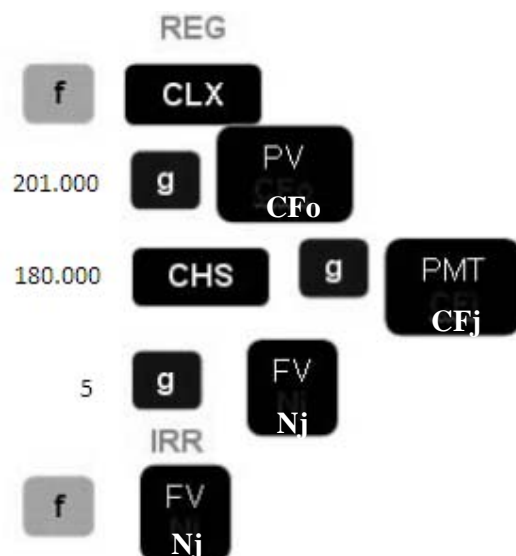 REG
f CLX
201.000 g PV
CFo
180.000 CHS g PMT
CFj
5 g FV
Nj
IRR
f FV
Nj